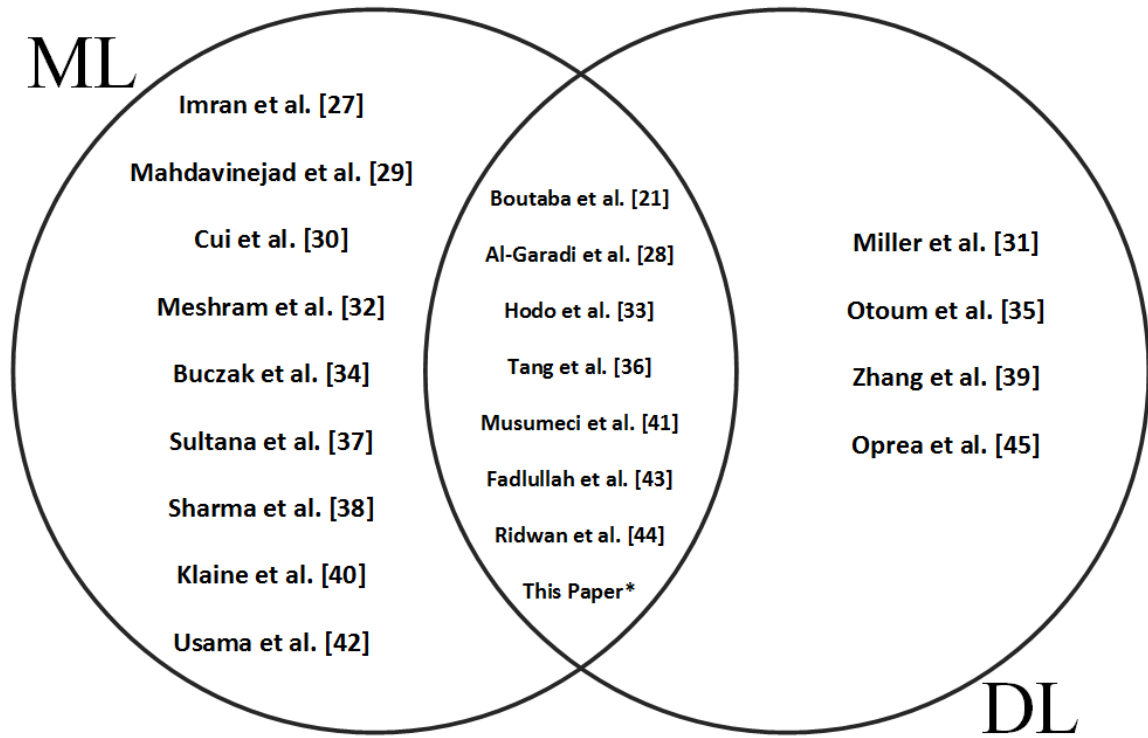 ML
Imran et al. [27]
Mahdavinejad et al. [29]
Cui et al. [30]
Meshram et al. [32]
Buczak et al. [34]
Sultana et al. [37]
Sharma et al. [38]
Klaine et al. [40]
Usama et al. [42]
Boutaba et al. [21]
Al-Garadi et al. [28]
Hodo et al. [33]
Tang et al. [36]
Musumeci et al. [41]
Fadlullah et al. [43]
Ridwan et al. [44]
This Paper*
Miller et al. [31]
Otoum et al. [35]
Zhang et al. [39]
Oprea et al. [45]
DL